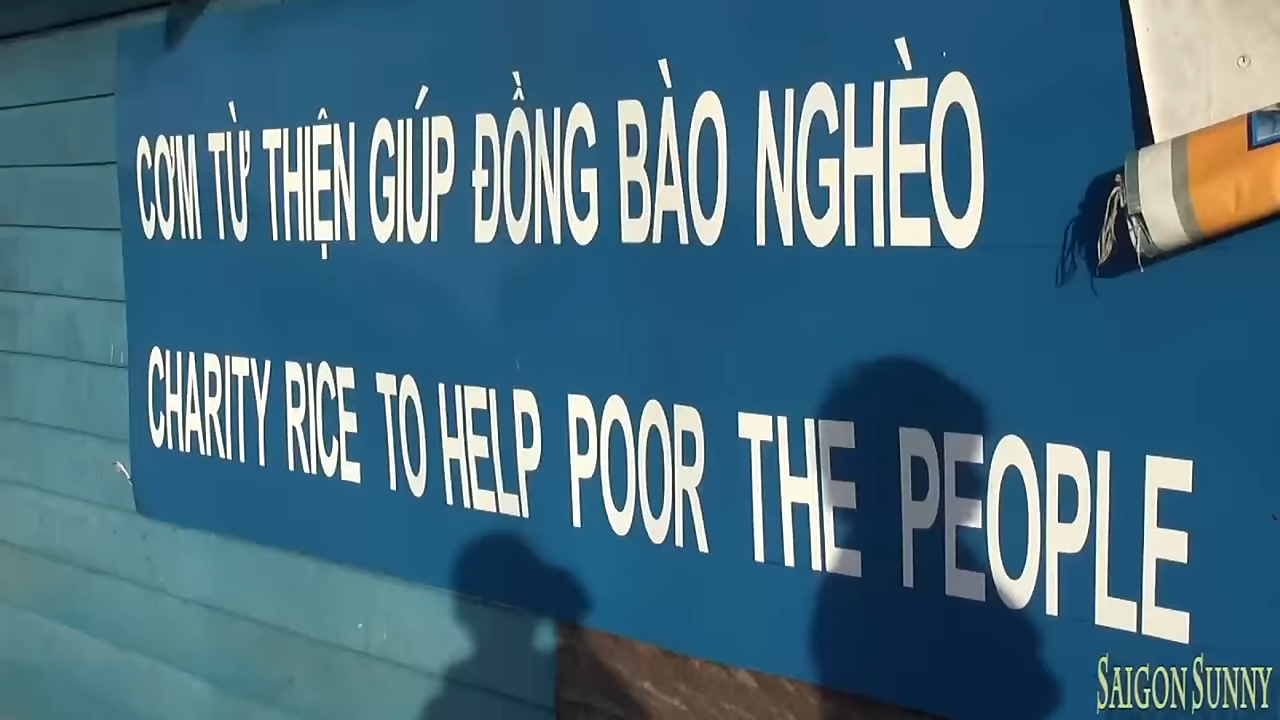 CƠM TỪ THIỆN GIÚP ĐỒNG BÀO NGHÈO
CHARITY RICE TO HELP POOR THE PEOPLE
SAIGON SUNNY